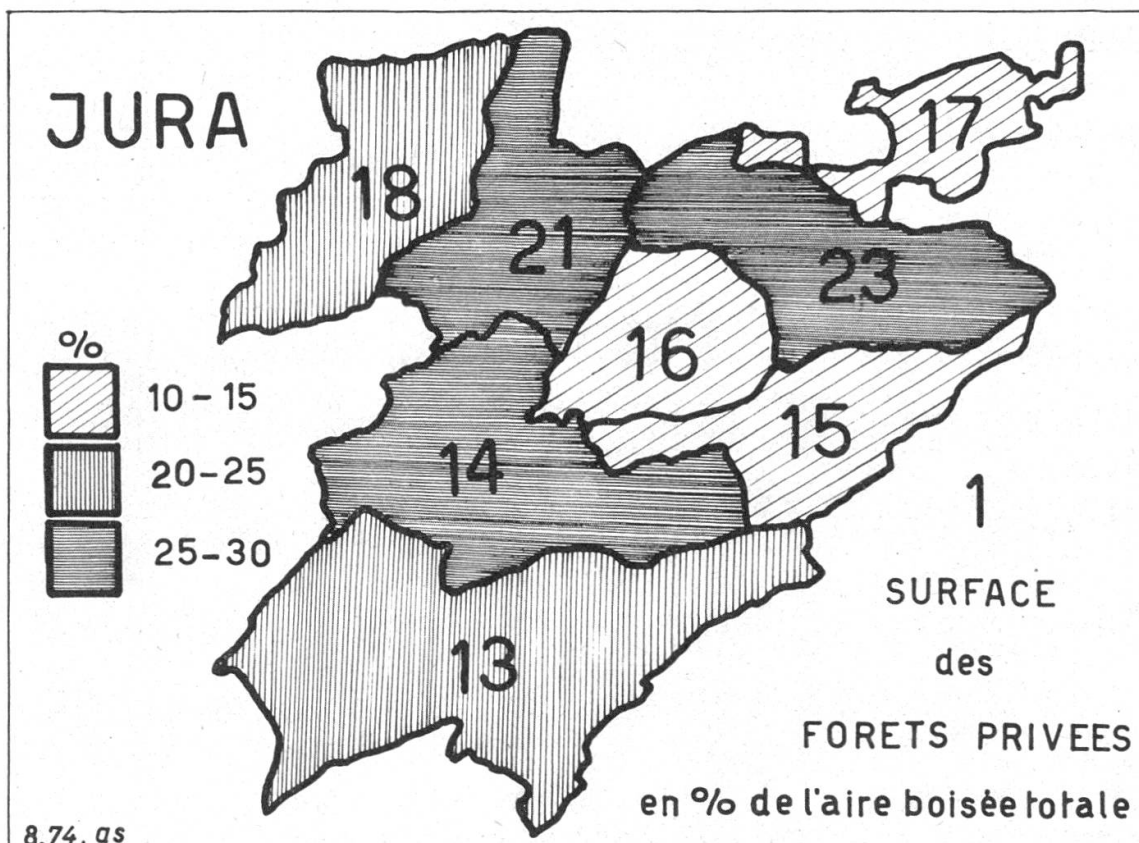 JURA
17
18
21
23
%
16
10-15
15
20-25
14
1
25-30
SURFACE
13
des
FORETS PRIVEES
en % de l'aire boisée totale
8.74. as